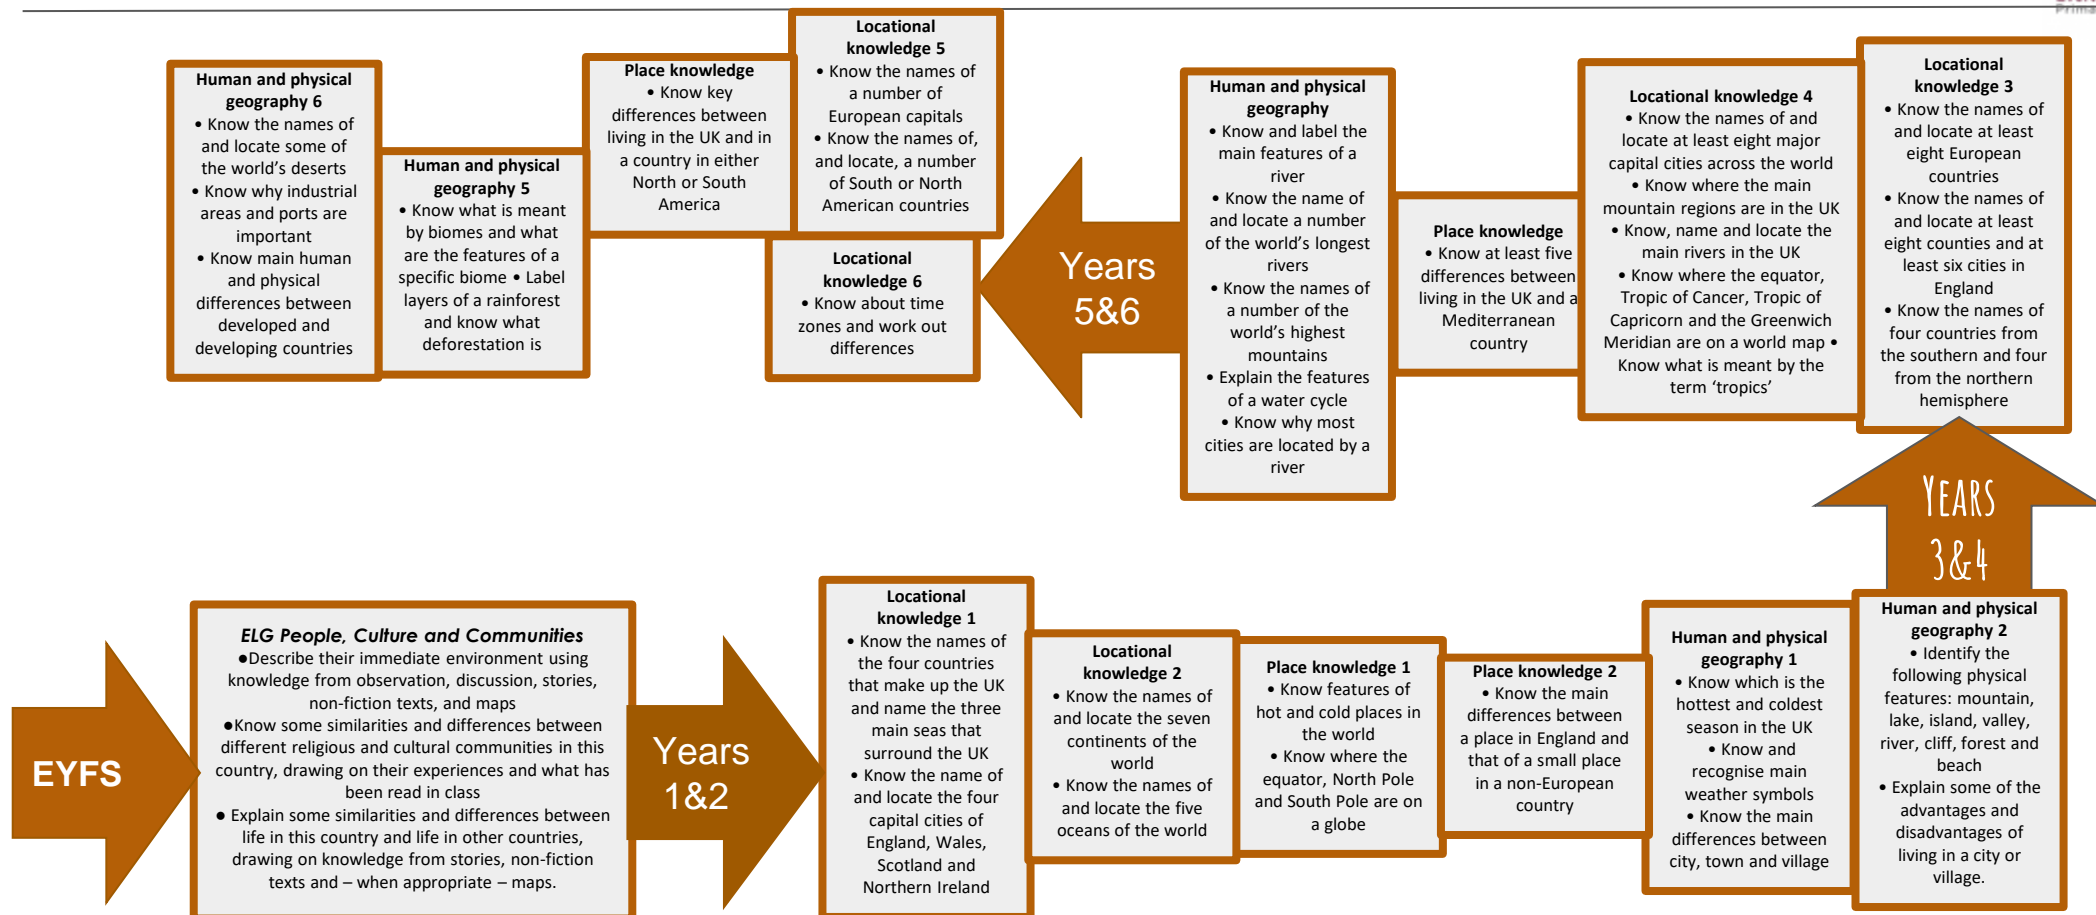 Human and physical
geography 6
• Know the names of
and locate some of
the world’s deserts
• Know why industrial
areas and ports are
important
• Know main human
and physical
differences between
developed and
developing countries
Human and physical
geography 5
• Know what is meant
by biomes and what
are the features of a
specific biome • Label
layers of a rainforest
and know what
deforestation is
Place knowledge
• Know key
differences between
living in the UK and in
a country in either
North or South
America
Locational
knowledge 5
• Know the names of
a number of
European capitals
• Know the names of,
and locate, a number
of South or North
American countries
Locational
knowledge 6
• Know about time
zones and work out
differences
Years
5&6
Human and physical
geography
• Know and label the
main features of a
river
• Know the name of
and locate a number
of the world’s longest
rivers
• Know the names of
a number of the
world’s highest
mountains
• Explain the features
of a water cycle
• Know why most
cities are located by a
river
Place knowledge
• Know at least five
differences between
living in the UK and a
Mediterranean
country
Locational knowledge 4
• Know the names of and
locate at least eight major
capital cities across the world
• Know where the main
mountain regions are in the UK
• Know, name and locate the
main rivers in the UK
• Know where the equator,
Tropic of Cancer, Tropic of
Capricorn and the Greenwich
Meridian are on a world map •
Know what is meant by the
term ‘tropics’
Locational
knowledge 3
• Know the names of
and locate at least
eight European
countries
• Know the names of
and locate at least
eight counties and at
least six cities in
England
• Know the names of
four countries from
the southern and four
from the northern
hemisphere
Years
3&4
EYFS
ELG People, Culture and Communities
●Describe their immediate environment using
knowledge from observation, discussion, stories,
non-fiction texts, and maps
●Know some similarities and differences between
different religious and cultural communities in this
country, drawing on their experiences and what has
been read in class
● Explain some similarities and differences between
life in this country and life in other countries,
drawing on knowledge from stories, non-fiction
texts and – when appropriate – maps.
Years
1&2
Locational
knowledge 1
• Know the names of
the four countries
that make up the UK
and name the three
main seas that
surround the UK
• Know the name of
and locate the four
capital cities of
England, Wales,
Scotland and
Northern Ireland
Locational
knowledge 2
• Know the names of
and locate the seven
continents of the
world
• Know the names of
and locate the five
oceans of the world
Place knowledge 1
• Know features of
hot and cold places in
the world
• Know where the
equator, North Pole
and South Pole are on
a globe
Place knowledge 2
• Know the main
differences between
a place in England and
that of a small place
in a non-European
country
Human and physical
geography 1
• Know which is the
hottest and coldest
season in the UK
• Know and
recognise main
weather symbols
• Know the main
differences between
city, town and village
Human and physical
geography 2
• Identify the
following physical
features: mountain,
lake, island, valley,
river, cliff, forest and
beach
• Explain some of the
advantages and
disadvantages of
living in a city or
village.